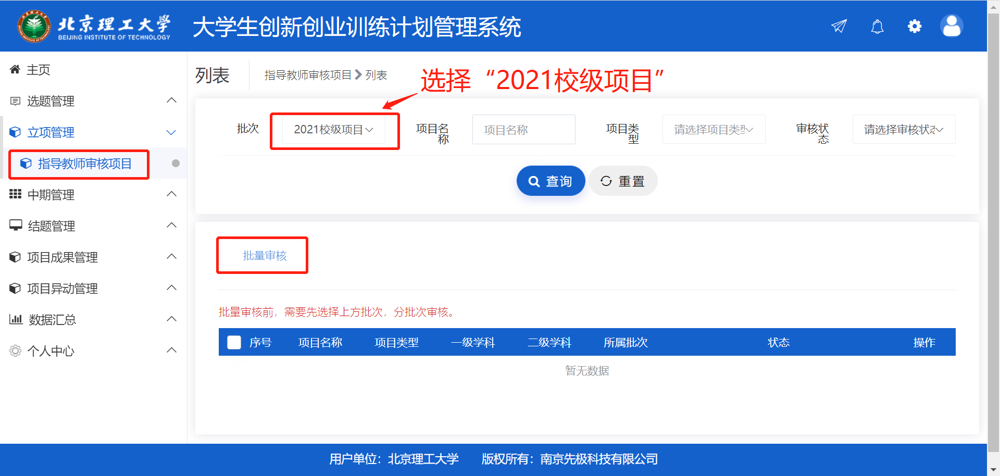 北京理工大学
BEIJING INSTITUTE OF TECHNOLOGY
大学生创新创业训练计划管理系统
主页
选题管理
立项管理
指导教师审核项目
中期管理
结题管理
项目成果管理
项目异动管理
数据汇总
个人中心
列表
指导教师审核项目 列表
选择“2021校级项目”
批次
2021校级项目
项目名
称
项目名称
项目类
型
请选择项目类型
审核状
态
请选择审核状态
查询
重置
批量审核
批量审核前，需要先选择上方批次，分批次审核。
序号 项目名称 项目类型 一级学科 二级学科 所属批次 状态 操作
暂无数据
用户单位：北京理工大学 版权所有：南京先极科技有限公司